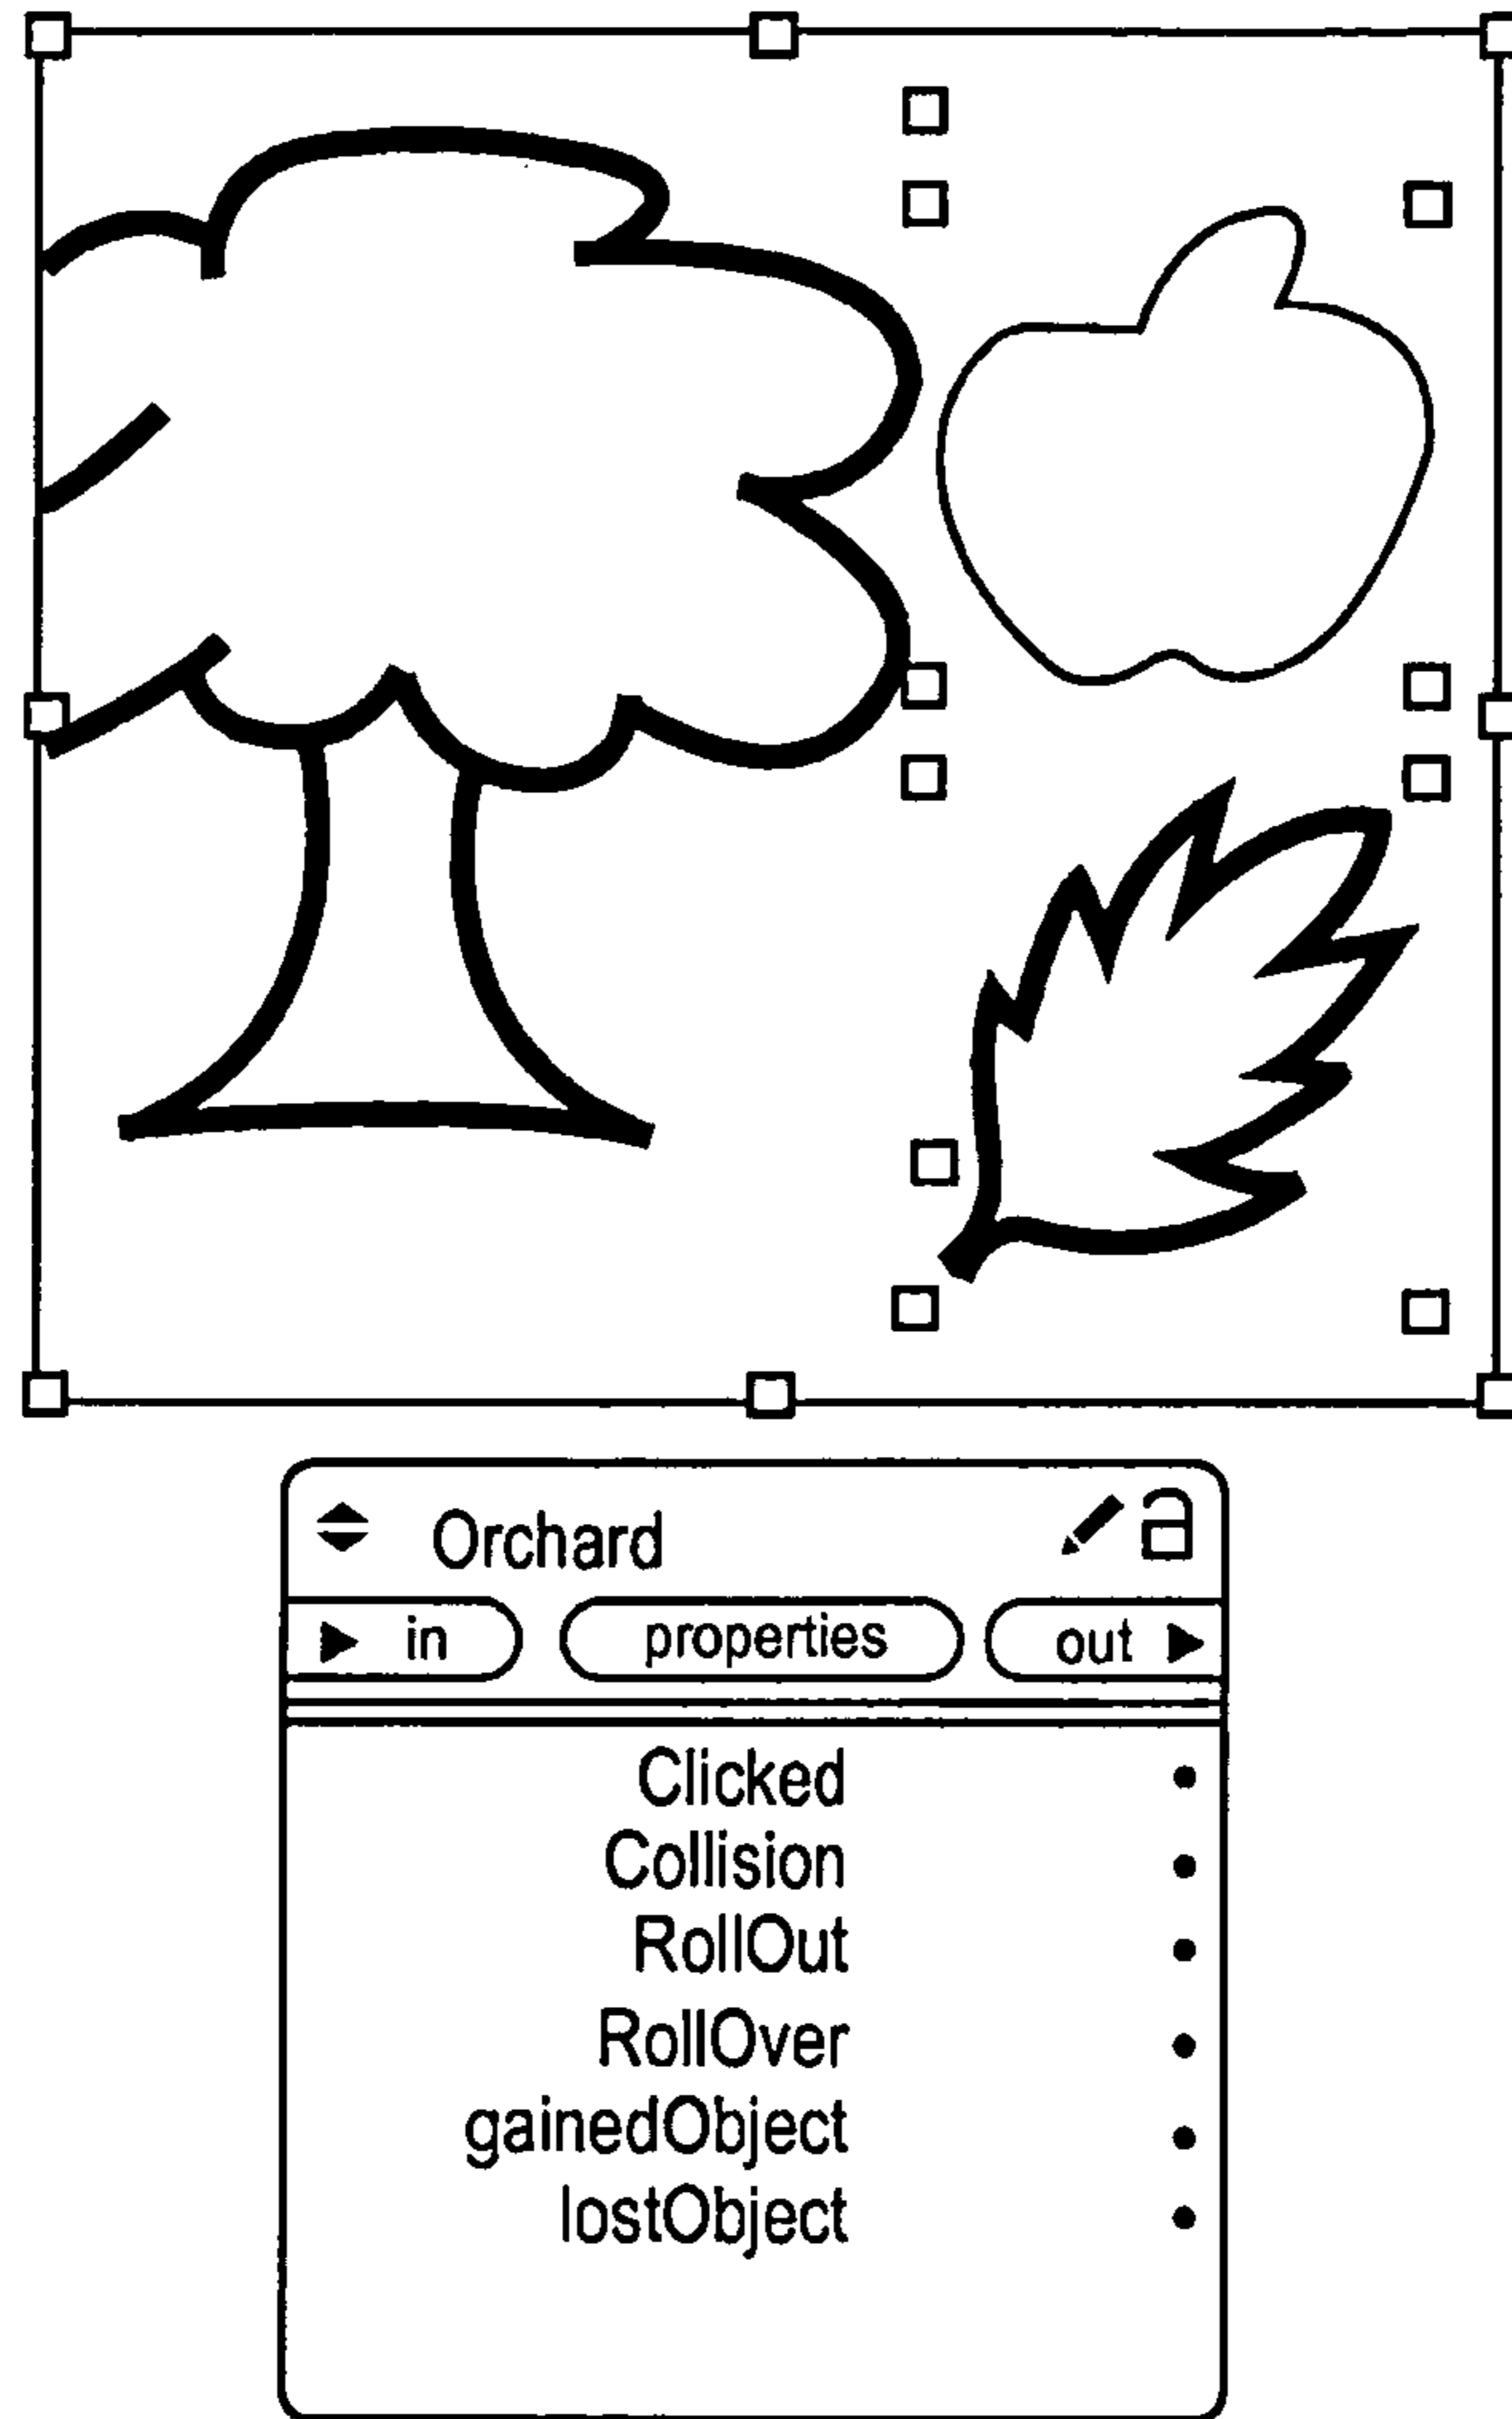 Orchard a
in properties out
Clicked
Collision
RollOut
RollOver
gainedObject
lostObject